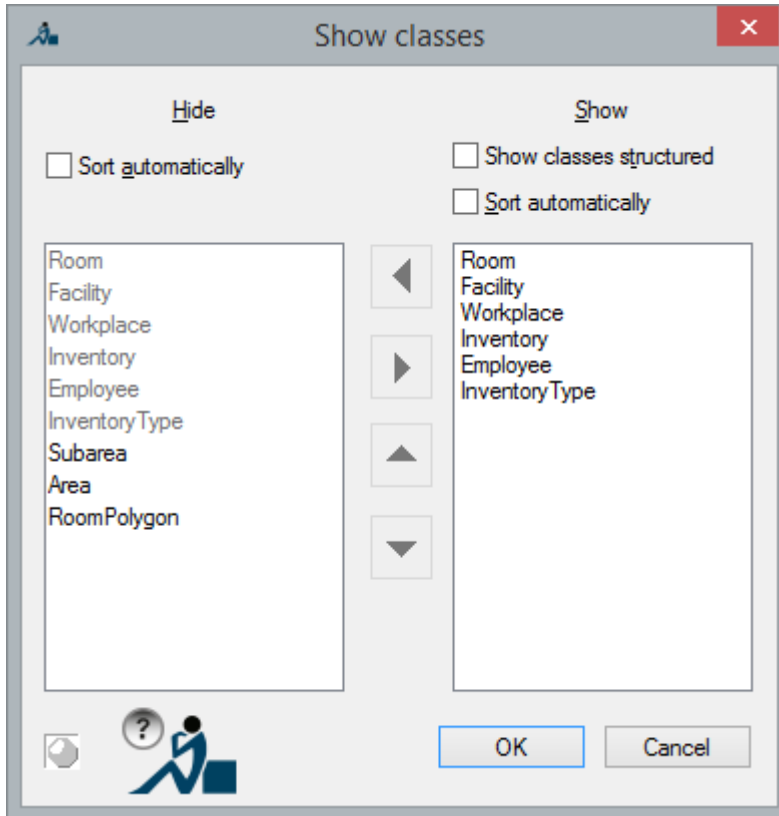 Show classes
Hide
Show
Sort automatically
Show classes structured
Sort automatically
Room
Facility
Workplace
Inventory
Employee
InventoryType
Subarea
Area
RoomPolygon
Room
Facility
Workplace
Inventory
Employee
InventoryType
?
OK
Cancel